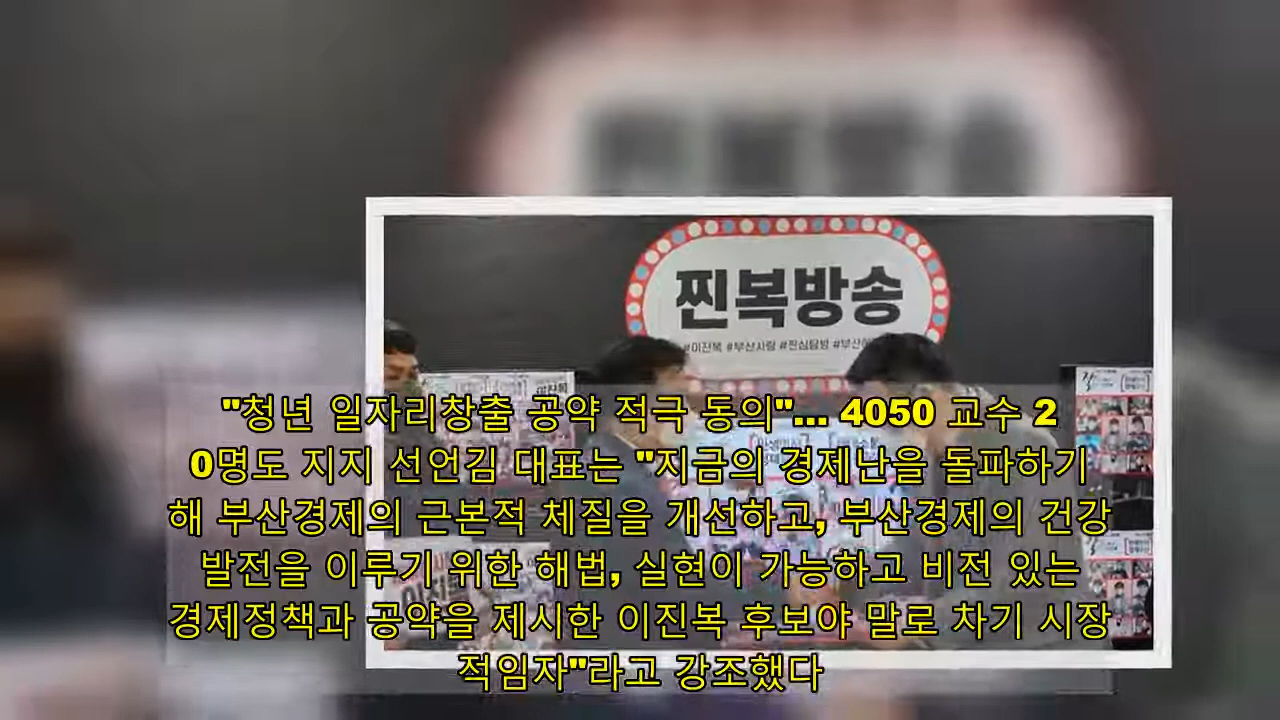 찐복방송
#이진복 #부산사람 #찐심탐방
"청년 일자리창출 공약 적극 동의"... 4050 교수 2
0명도 지지 선언김 대표는 "지금의 경제난을 돌파하기
해 부산경제의 근본적 체질을 개선하고, 부산경제의 건강
발전을 이루기 위한 해법, 실현이 가능하고 비전 있는
경제정책과 공약을 제시한 이진복 후보야 말로 차기 시장
적임자"라고 강조했다